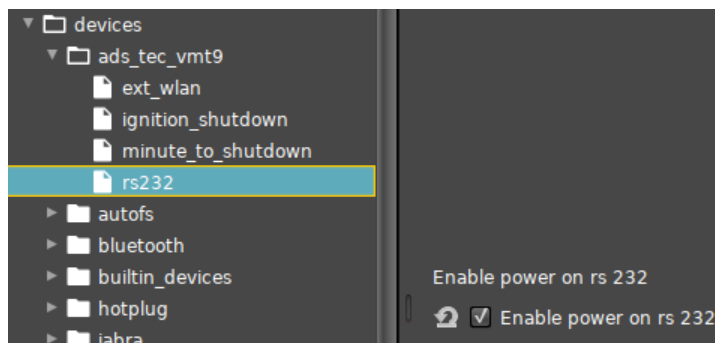 devices
ads_tec_vmt9
ext_wlan
ignition_shutdown
minute_to_shutdown
rs232
autofs
bluetooth
builtin_devices
hotplug
jabra
Enable power on rs 232
Enable power on rs 232